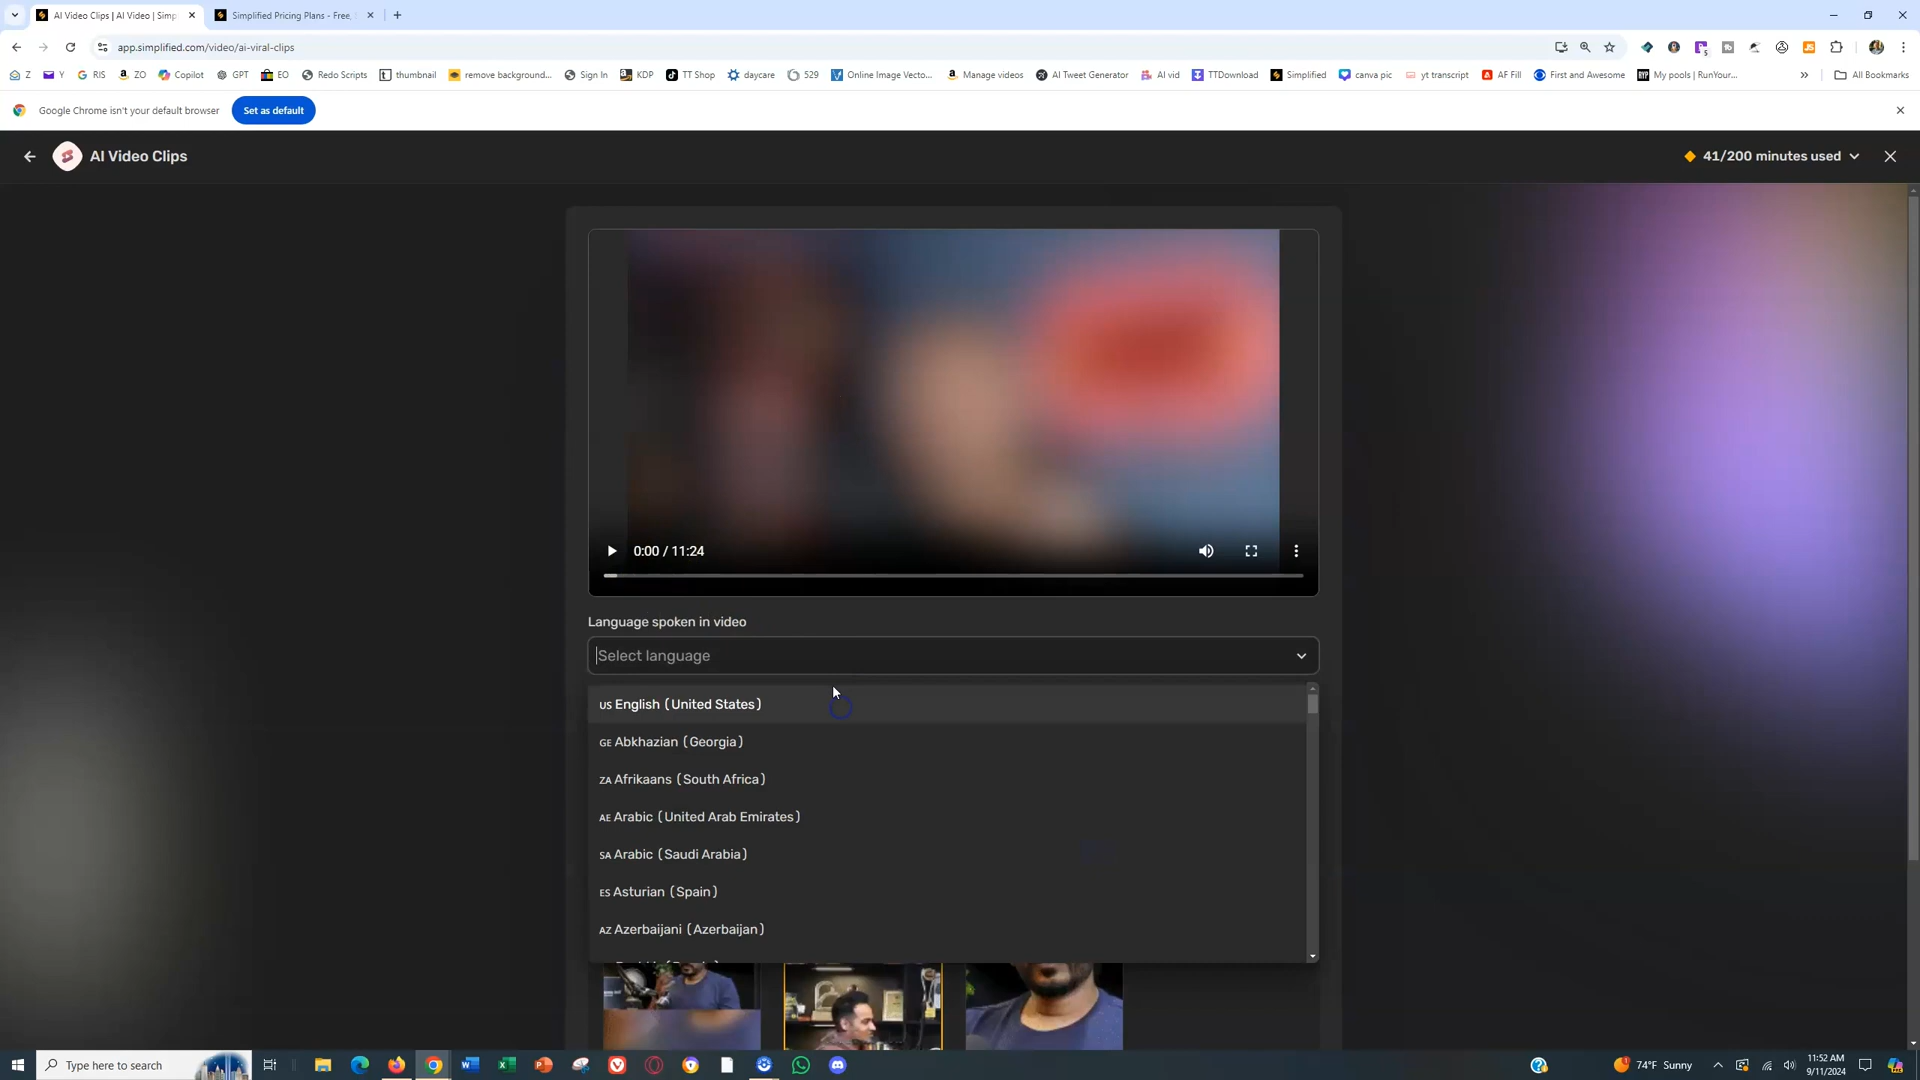 AI Video Clips | AI Video | Simp
Simplified Pricing Plans - Free,
app.simplified.com/video/ai-viral-clips
Z
Y
RIS
ZO
Copilot
GPT
EO
Redo Scripts
thumbnail
remove background...
Sign In
KDP
TT Shop
daycare
529
Online Image Vecto...
Manage videos
AI Tweet Generator
AI vid
TTDownload
Simplified
canva pic
yt transcript
AF Fill
First and Awesome
My pools | RunYour...
All Bookmarks
Google Chrome isn't your default browser
Set as default
AI Video Clips
41/200 minutes used
0:00 / 11:24
Language spoken in video
Select language
US English (United States)
GE Abkhazian (Georgia)
ZA Afrikaans (South Africa)
AE Arabic (United Arab Emirates)
SA Arabic (Saudi Arabia)
ES Asturian (Spain)
AZ Azerbaijani (Azerbaijan)
Type here to search
74°F Sunny
11:52 AM
9/11/2024